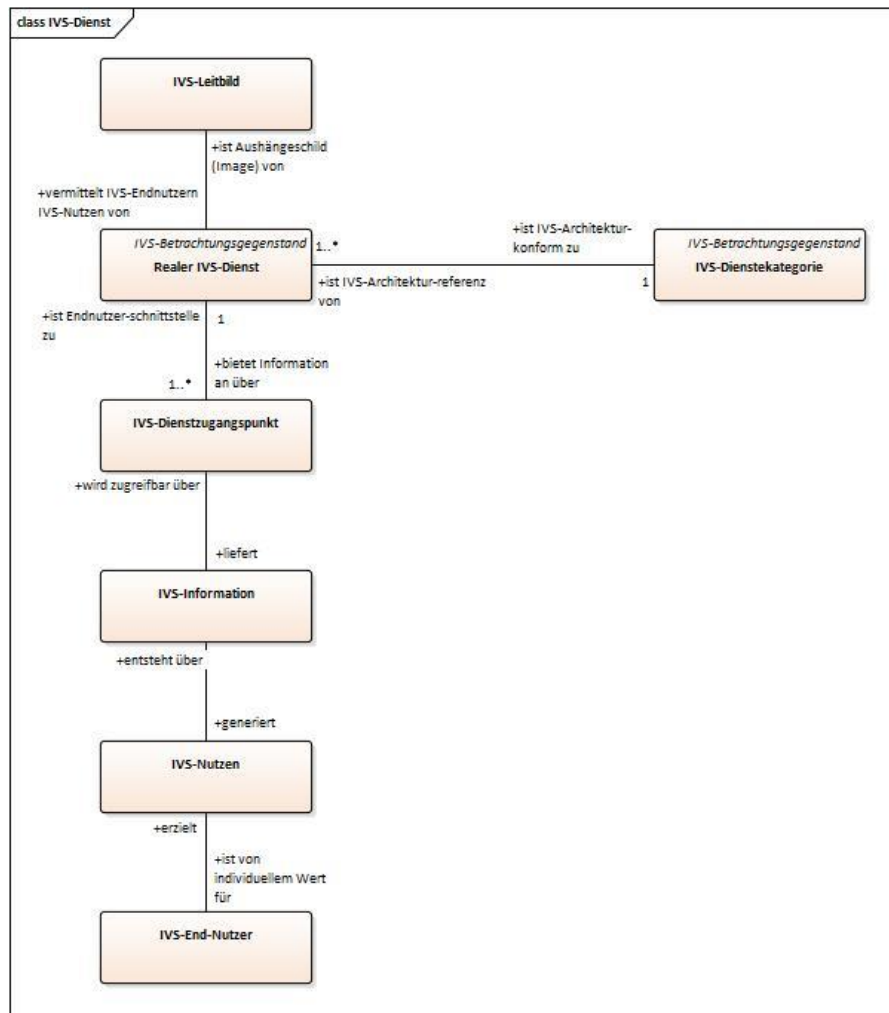 class IVS-Dienst
IVS-Leitbild
+ist Aushängeschild
(Image) von
+vermittelt IVS-Endnutzern
IVS-Nutzen von
IVS-Betrachtungsgegenstand
Realer IVS-Dienst
1..*
+ist IVS-Architektur-
konform zu
+ist IVS-Architektur-referenz
von
1
IVS-Betrachtungsgegenstand
IVS-Dienstekategorie
+ist Endnutzer-schnittstelle
zu
1
+bietet Information
an über
1..*
IVS-Dienstzugangspunkt
+wird zugreifbar über
+liefert
IVS-Information
+entsteht über
+generiert
IVS-Nutzen
+erzielt
+ist von
individuellem Wert
für
IVS-End-Nutzer